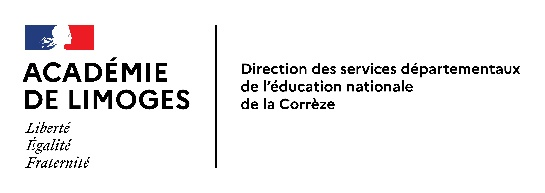 ACADÉMIE
DE LIMOGES
Liberté
Égalité
Fraternité
Direction des services départementaux
de l'éducation nationale
de la Corrèze